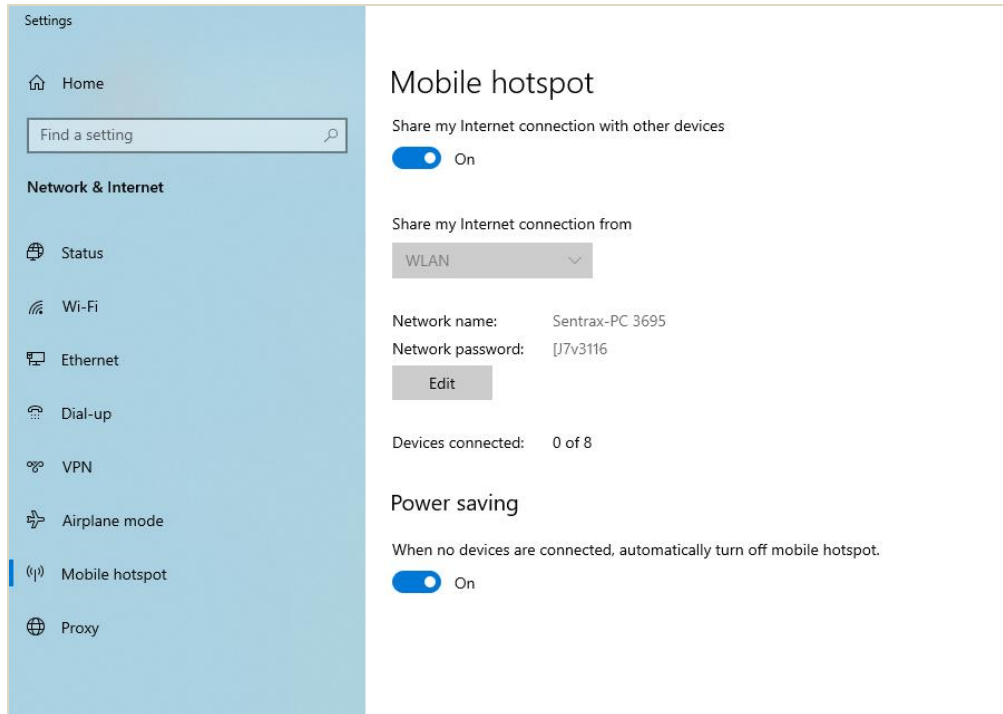 Settings
Home
Find a setting
Network & Internet
Status
Wi-Fi
Ethernet
Dial-up
VPN
Airplane mode
Mobile hotspot
Proxy
Mobile hotspot
Share my Internet connection with other devices
On
Share my Internet connection from
WLAN
Network name: Sentrax-PC 3695
Network password: [J7v3116
Edit
Devices connected: 0 of 8
Power saving
When no devices are connected, automatically turn off mobile hotspot.
On